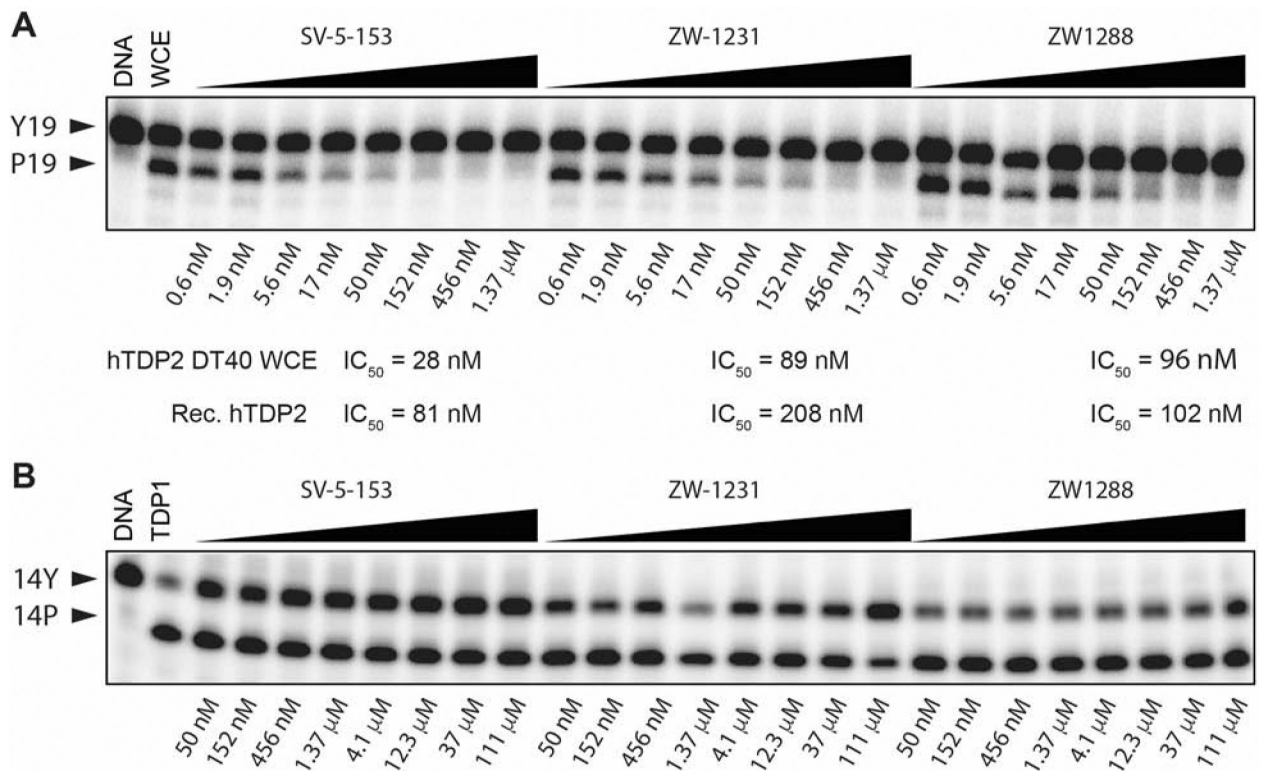 A
DNA WCE SV-5-153 ZW-1231 ZW1288
Y19
P19
0.6 nM 1.9 nM 5.6 nM 17 nM 50 nM 152 nM 456 nM 1.37 µM 0.6 nM 1.9 nM 5.6 nM 17 nM 50 nM 152 nM 456 nM 1.37 µM 0.6 nM 1.9 nM 5.6 nM 17 nM 50 nM 152 nM 456 nM 1.37 µM
hTDP2 DT40 WCE IC50 = 28 nM IC50 = 89 nM IC50 = 96 nM
Rec. hTDP2 IC50 = 81 nM IC50 = 208 nM IC50 = 102 nM
B
DNA TDP1 SV-5-153 ZW-1231 ZW1288
14Y
14P
50 nM 152 nM 456 nM 1.37 µM 4.1 µM 12.3 µM 37 µM 111 µM 50 nM 152 nM 456 nM 1.37 µM 4.1 µM 12.3 µM 37 µM 111 µM 50 nM 152 nM 456 nM 1.37 µM 4.1 µM 12.3 µM 37 µM 111 µM